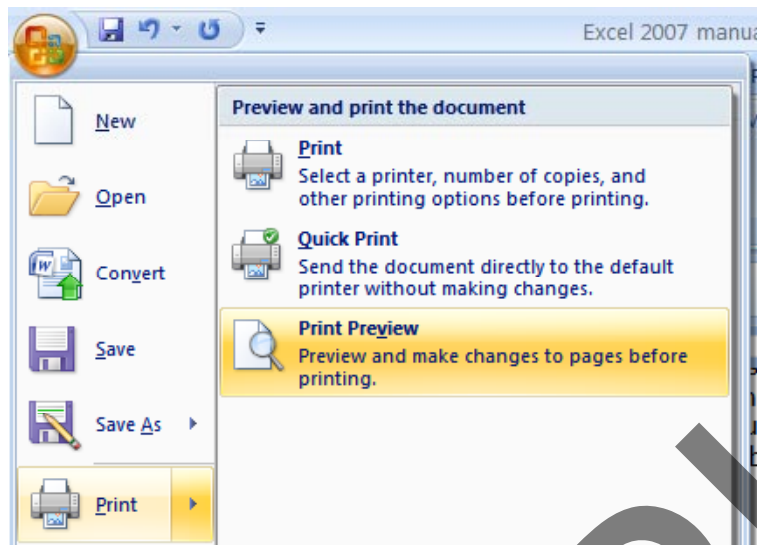 Excel 2007 manua
Preview and print the document
New
Print
Select a printer, number of copies, and
other printing options before printing.
Open
Quick Print
Send the document directly to the default
printer without making changes.
Convert
Print Preview
Preview and make changes to pages before
printing.
Save
Save As
Print